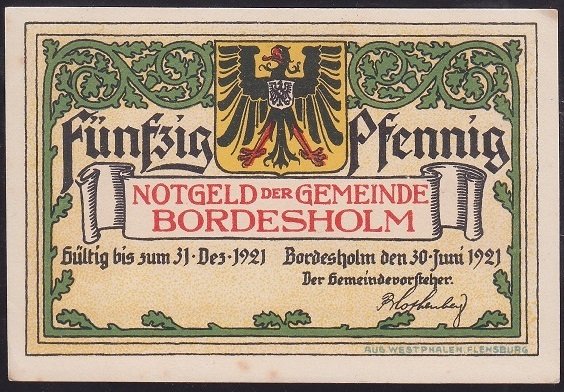 Fünfzig Pfennig
NOTGELD DER GEMEINDE
BORDESHOLM
Gültig bis zum 31·Dez·1921 Bordesholm den 30·Juni 1921
Der Gemeindevorsteher:
AUG. WESTPHALEN, FLENSBURG